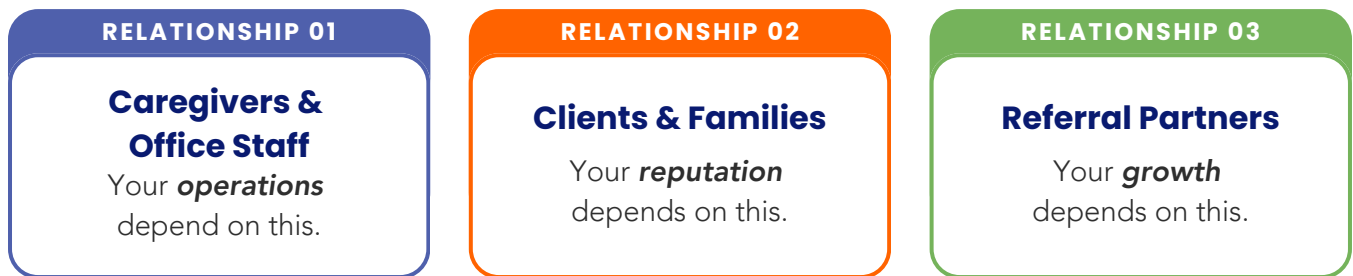 RELATIONSHIP 01
Caregivers &
Office Staff
Your operations
depend on this.
RELATIONSHIP 02
Clients & Families
Your reputation
depends on this.
RELATIONSHIP 03
Referral Partners
Your growth
depends on this.